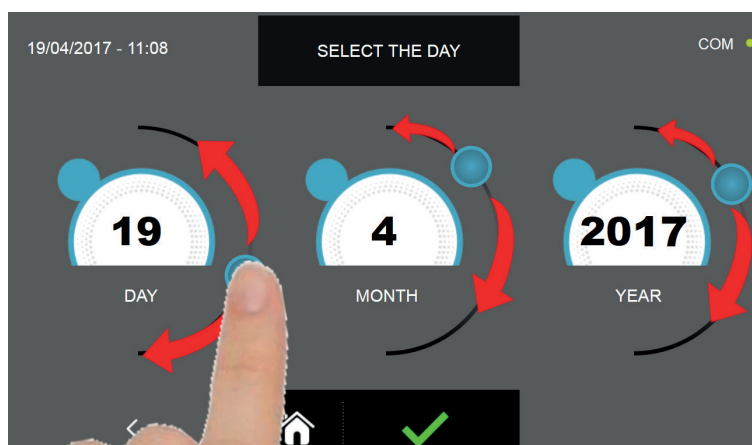 19/04/2017 - 11:08
SELECT THE DAY
COM
19
4
2017
DAY
MONTH
YEAR